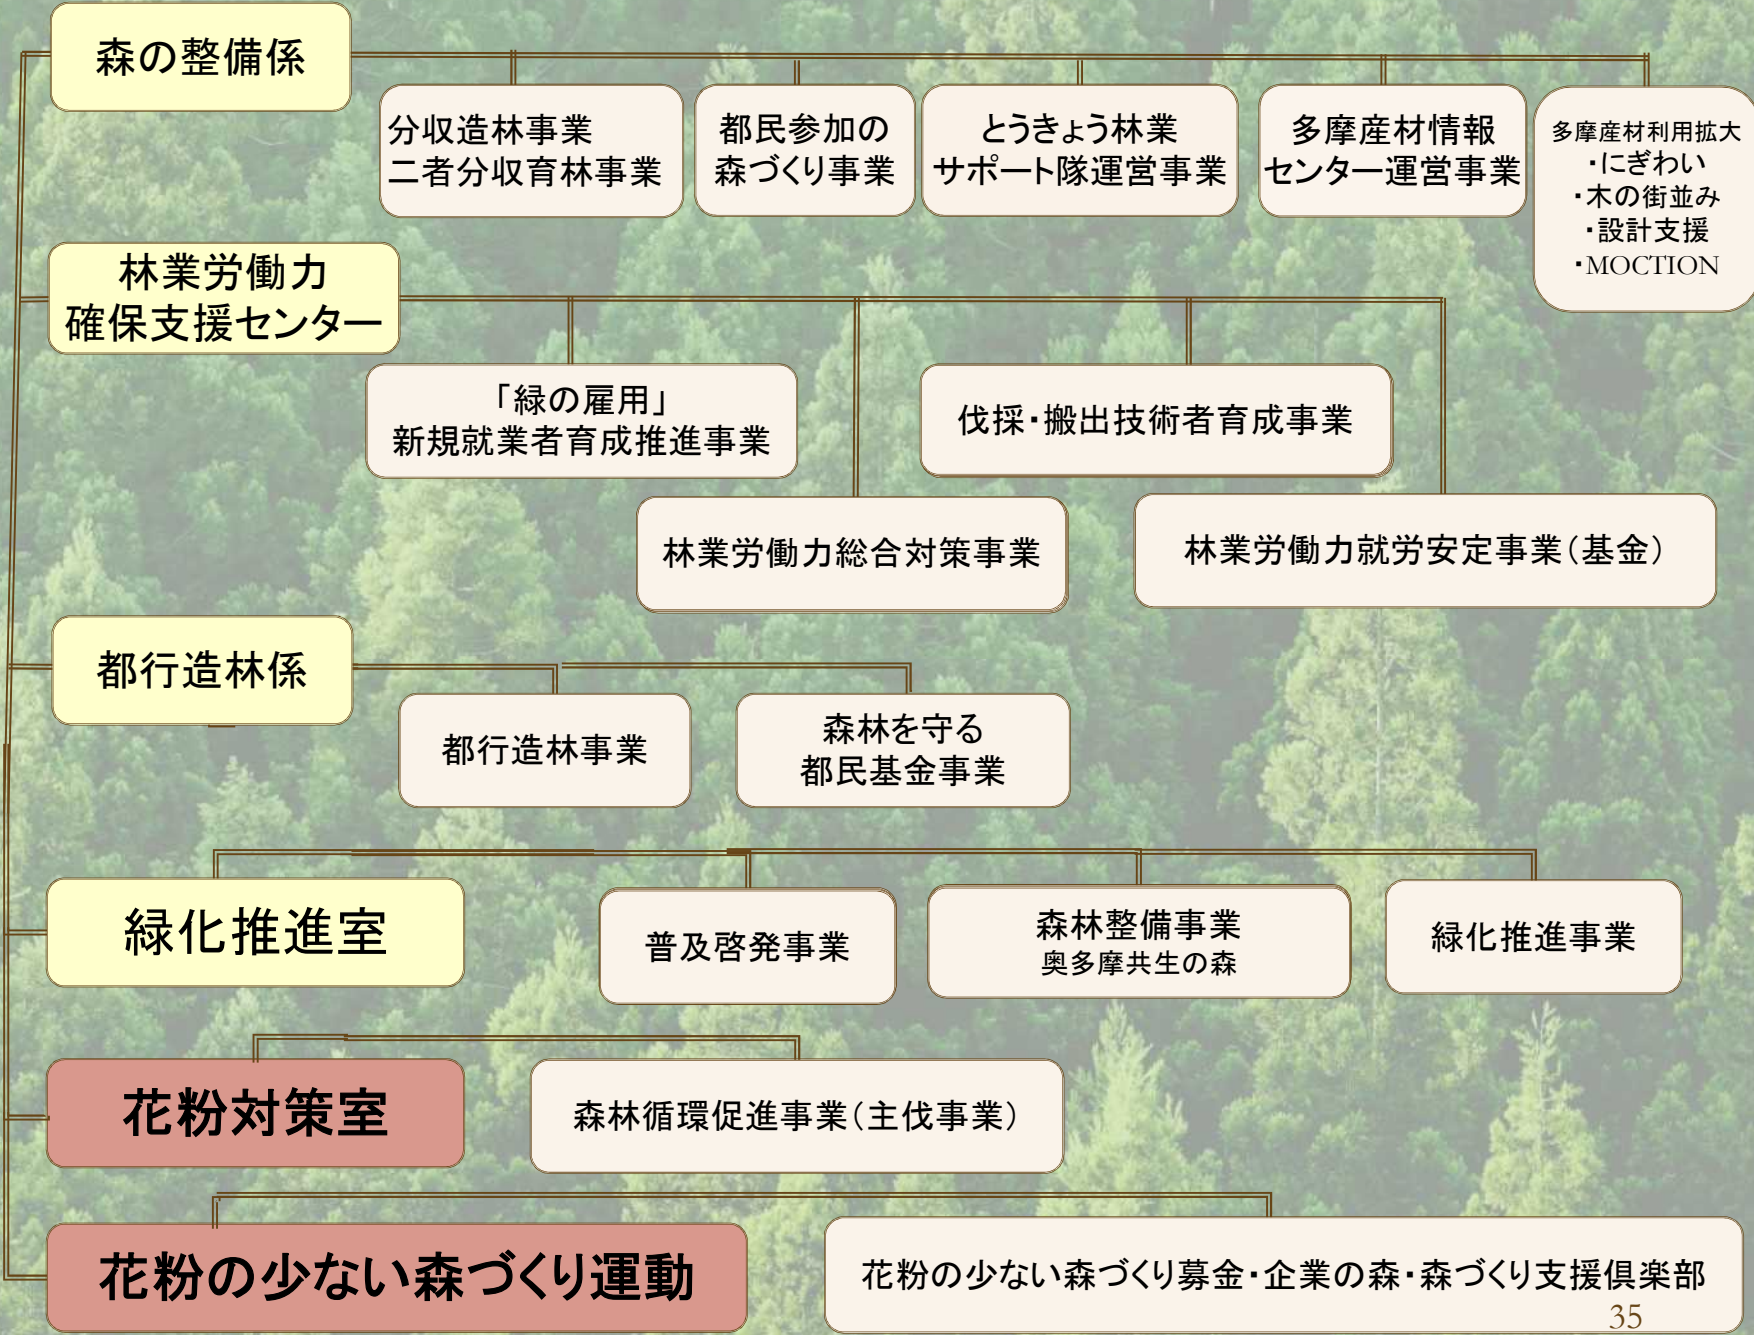 森の整備係
分収造林事業
二者分収育林事業
都民参加の
森づくり事業
とうきょう林業
サポート隊運営事業
多摩産材情報
センター運営事業
多摩産材利用拡大
・にぎわい
・木の街並み
・設計支援
・MOCTION
林業労働力
確保支援センター
「緑の雇用」
新規就業者育成推進事業
伐採・搬出技術者育成事業
林業労働力総合対策事業
林業労働力就労安定事業(基金)
都行造林係
都行造林事業
森林を守る
都民基金事業
緑化推進室
普及啓発事業
森林整備事業
奥多摩共生の森
緑化推進事業
花粉対策室
森林循環促進事業(主伐事業)
花粉の少ない森づくり運動
花粉の少ない森づくり募金・企業の森・森づくり支援倶楽部
35